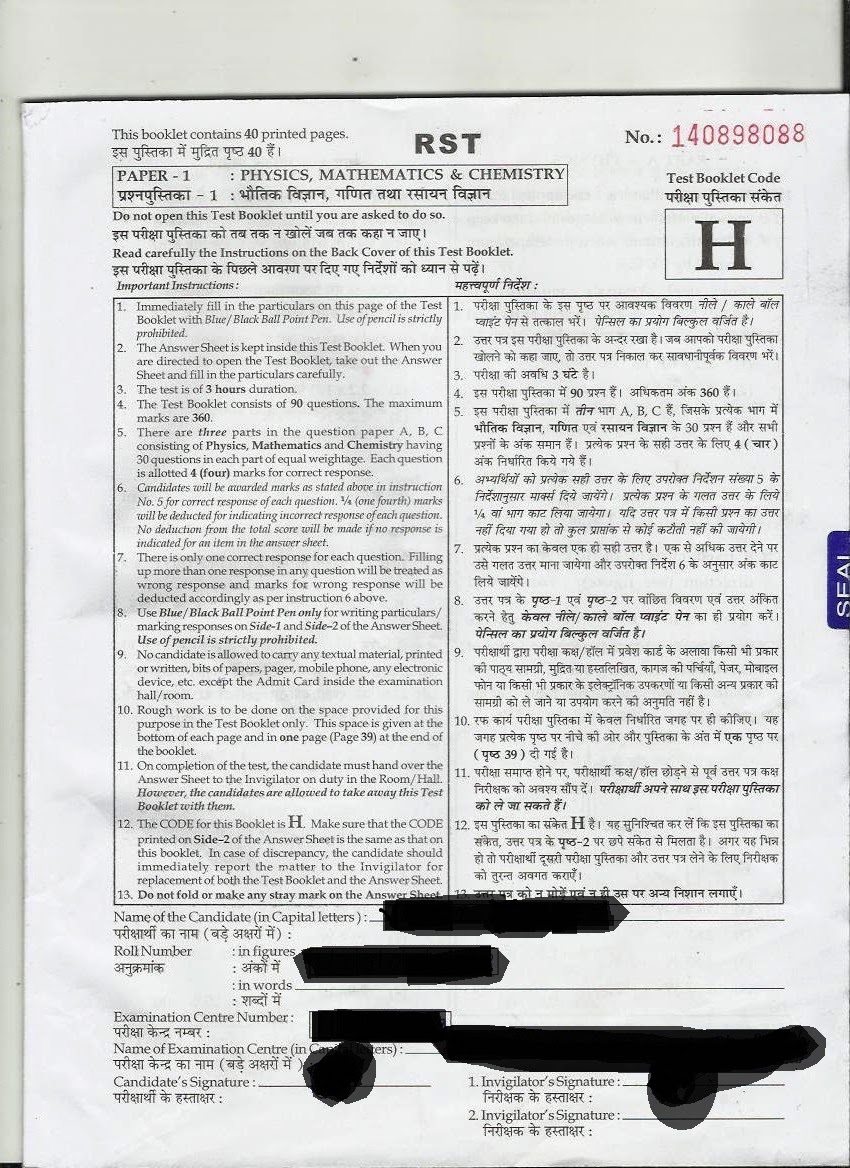 This booklet contains 40 printed pages.
इस पुस्तिका में मुद्रित पृष्ठ 40 हैं।
RST
No.: 140898088
PAPER - 1 : PHYSICS, MATHEMATICS & CHEMISTRY
प्रश्नपुस्तिका - 1 : भौतिक विज्ञान, गणित तथा रसायन विज्ञान
Test Booklet Code
परीक्षा पुस्तिका संकेत
H
Do not open this Test Booklet until you are asked to do so.
इस परीक्षा पुस्तिका को तब तक न खोलें जब तक कहा न जाए।
Read carefully the Instructions on the Back Cover of this Test Booklet.
इस परीक्षा पुस्तिका के पिछले आवरण पर दिए गए निर्देशों को ध्यान से पढ़ें।
Important Instructions :
1. Immediately fill in the particulars on this page of the Test
Booklet with Blue/Black Ball Point Pen. Use of pencil is strictly
prohibited.
2. The Answer Sheet is kept inside this Test Booklet. When you
are directed to open the Test Booklet, take out the Answer
Sheet and fill in the particulars carefully.
3. The test is of 3 hours duration.
4. The Test Booklet consists of 90 questions. The maximum
marks are 360.
5. There are three parts in the question paper A, B, C
consisting of Physics, Mathematics and Chemistry having
30 questions in each part of equal weightage. Each question
is allotted 4 (four) marks for correct response.
6. Candidates will be awarded marks as stated above in instruction
No. 5 for correct response of each question. ¼ (one fourth) marks
will be deducted for indicating incorrect response of each question.
No deduction from the total score will be made if no response is
indicated for an item in the answer sheet.
7. There is only one correct response for each question. Filling
up more than one response in any question will be treated as
wrong response and marks for wrong response will be
deducted accordingly as per instruction 6 above.
8. Use Blue/Black Ball Point Pen only for writing particulars/
marking responses on Side-1 and Side–2 of the Answer Sheet.
Use of pencil is strictly prohibited.
9. No candidate is allowed to carry any textual material, printed
or written, bits of papers, pager, mobile phone, any electronic
device, etc. except the Admit Card inside the examination
hall/room.
10. Rough work is to be done on the space provided for this
purpose in the Test Booklet only. This space is given at the
bottom of each page and in one page (Page 39) at the end of
the booklet.
11. On completion of the test, the candidate must hand over the
Answer Sheet to the Invigilator on duty in the Room/Hall.
However, the candidates are allowed to take away this Test
Booklet with them.
12. The CODE for this Booklet is H. Make sure that the CODE
printed on Side–2 of the Answer Sheet is the same as that on
this booklet. In case of discrepancy, the candidate should
immediately report the matter to the Invigilator for
replacement of both the Test Booklet and the Answer Sheet.
13. Do not fold or make any stray mark on the Answer Sheet
महत्त्वपूर्ण निर्देश :
1. परीक्षा पुस्तिका के इस पृष्ठ पर आवश्यक विवरण नीले / काले बॉल
प्वाइंट पेन से तत्काल भरें। पेन्सिल का प्रयोग बिल्कुल वर्जित है।
2. उत्तर पत्र इस परीक्षा पुस्तिका के अन्दर रखा है। जब आपको परीक्षा पुस्तिका
खोलने को कहा जाए, तो उत्तर पत्र निकाल कर सावधानीपूर्वक विवरण भरें।
3. परीक्षा की अवधि 3 घंटे है।
4. इस परीक्षा पुस्तिका में 90 प्रश्न हैं। अधिकतम अंक 360 हैं।
5. इस परीक्षा पुस्तिका में तीन भाग A, B, C हैं, जिसके प्रत्येक भाग में
भौतिक विज्ञान, गणित एवं रसायन विज्ञान के 30 प्रश्न हैं और सभी
प्रश्नों के अंक समान हैं। प्रत्येक प्रश्न के सही उत्तर के लिए 4 (चार)
अंक निर्धारित किये गये हैं।
6. अभ्यर्थियों को प्रत्येक सही उत्तर के लिए उपरोक्त निर्देशन संख्या 5 के
निर्देशानुसार मार्क्स दिये जायेंगे। प्रत्येक प्रश्न के गलत उत्तर के लिये
¼ वां भाग काट लिया जायेगा। यदि उत्तर पत्र में किसी प्रश्न का उत्तर
नहीं दिया गया हो तो कुल प्राप्तांक से कोई कटौती नहीं की जायेगी।
7. प्रत्येक प्रश्न का केवल एक ही सही उत्तर है। एक से अधिक उत्तर देने पर
उसे गलत उत्तर माना जायेगा और उपरोक्त निर्देश 6 के अनुसार अंक काट
लिये जायेंगे।
8. उत्तर पत्र के पृष्ठ-1 एवं पृष्ठ-2 पर वांछित विवरण एवं उत्तर अंकित
करने हेतु केवल नीले/काले बॉल प्वाइंट पेन का ही प्रयोग करें।
पेन्सिल का प्रयोग बिल्कुल वर्जित है।
9. परीक्षार्थी द्वारा परीक्षा कक्ष/हॉल में प्रवेश कार्ड के अलावा किसी भी प्रकार
की पाठ्य सामग्री, मुद्रित या हस्तलिखित, कागज की पर्चियाँ, पेजर, मोबाइल
फोन या किसी भी प्रकार के इलेक्ट्रॉनिक उपकरणों या किसी अन्य प्रकार की
सामग्री को ले जाने या उपयोग करने की अनुमति नहीं है।
10. रफ कार्य परीक्षा पुस्तिका में केवल निर्धारित जगह पर ही कीजिए। यह
जगह प्रत्येक पृष्ठ पर नीचे की ओर और पुस्तिका के अंत में एक पृष्ठ पर
(पृष्ठ 39) दी गई है।
11. परीक्षा समाप्त होने पर, परीक्षार्थी कक्ष/हॉल छोड़ने से पूर्व उत्तर पत्र कक्ष
निरीक्षक को अवश्य सौंप दें। परीक्षार्थी अपने साथ इस परीक्षा पुस्तिका
को ले जा सकते हैं।
12. इस पुस्तिका का संकेत H है। यह सुनिश्चित कर लें कि इस पुस्तिका का
संकेत, उत्तर पत्र के पृष्ठ-2 पर छपे संकेत से मिलता है। अगर यह भिन्न
हो तो परीक्षार्थी दूसरी परीक्षा पुस्तिका और उत्तर पत्र लेने के लिए निरीक्षक
को तुरन्त अवगत कराएँ।
13. उत्तर पत्र को न मोड़ें एवं न ही उस पर अन्य निशान लगाएँ।
SEAL
Name of the Candidate (in Capital letters) :
परीक्षार्थी का नाम (बड़े अक्षरों में) :
Roll Number : in figures
अनुक्रमांक : अंकों में
: in words
: शब्दों में
Examination Centre Number :
परीक्षा केन्द्र नम्बर :
Name of Examination Centre (in Capital letters) :
परीक्षा केन्द्र का नाम (बड़े अक्षरों में)
Candidate's Signature :
परीक्षार्थी के हस्ताक्षर :
1. Invigilator's Signature :
निरीक्षक के हस्ताक्षर :
2. Invigilator's Signature :
निरीक्षक के हस्ताक्षर :